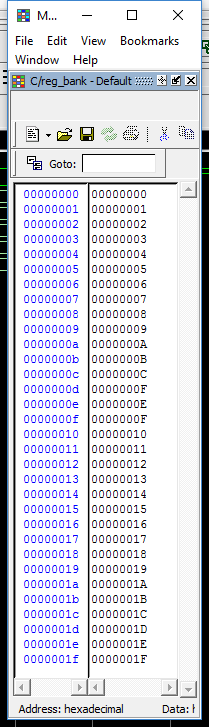 M...
File Edit View Bookmarks
Window Help
C/reg_bank - Default
Goto:
00000000 00000000
00000001 00000001
00000002 00000002
00000003 00000003
00000004 00000004
00000005 00000005
00000006 00000006
00000007 00000007
00000008 00000008
00000009 00000009
0000000a 0000000A
0000000b 0000000B
0000000c 0000000C
0000000d 0000000F
0000000e 0000000E
0000000f 0000000F
00000010 00000010
00000011 00000011
00000012 00000012
00000013 00000013
00000014 00000014
00000015 00000015
00000016 00000016
00000017 00000017
00000018 00000018
00000019 00000019
0000001a 0000001A
0000001b 0000001B
0000001c 0000001C
0000001d 0000001D
0000001e 0000001E
0000001f 0000001F
Address: hexadecimal Data: h